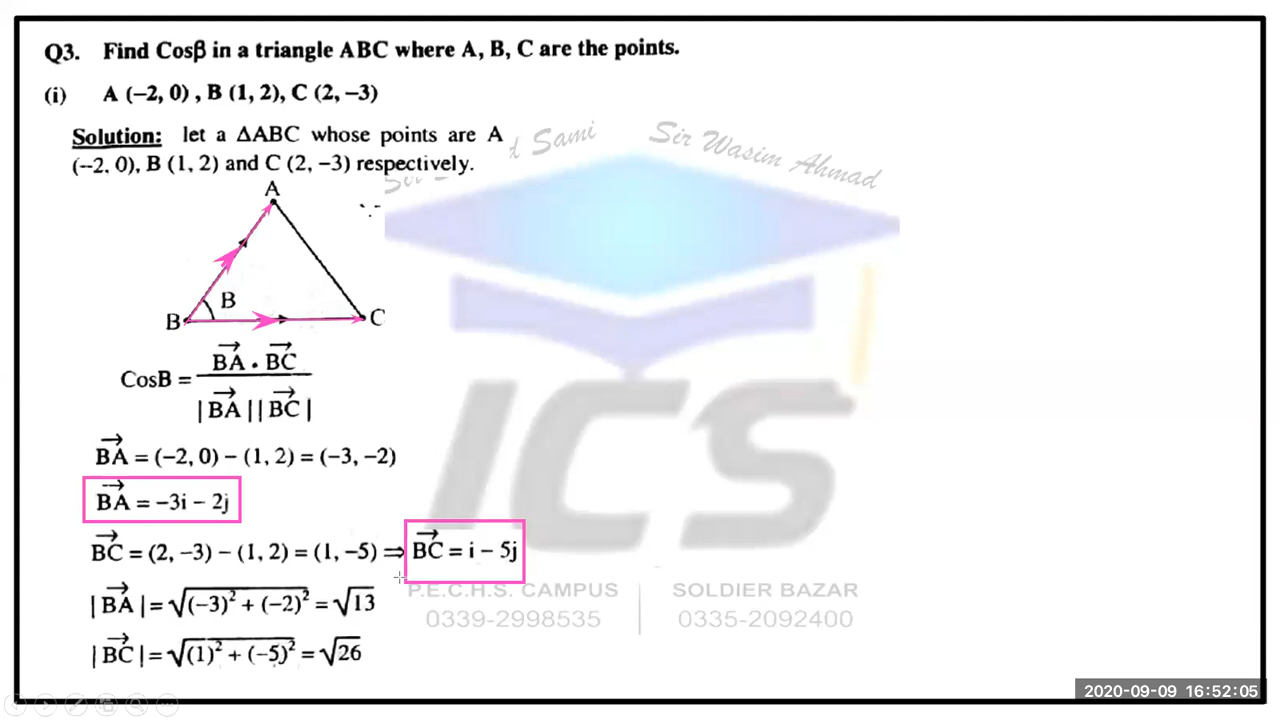 Q3. Find Cosβ in a triangle ABC where A, B, C are the points.
(i) A (−2, 0) , B (1, 2), C (2, −3)
Solution: let a ΔABC whose points are A
(−2, 0), B (1, 2) and C (2, −3) respectively.
d Sami Sir Wasim Ahmad
A
∵
B
B C
CosB = BA⃗ . BC⃗ / |BA⃗ | |BC⃗ |
BA⃗ = (−2, 0) − (1, 2) = (−3, −2)
BA⃗ = −3i − 2j
BC⃗ = (2, −3) − (1, 2) = (1, −5) ⇒ BC⃗ = i − 5j
|BA⃗ | = √(−3)² + (−2)² = √13
|BC⃗ | = √(1)² + (−5)² = √26
ICS
P.E.C.H.S. CAMPUS SOLDIER BAZAR
0339-2998535 0335-2092400
2020-09-09 16:52:05